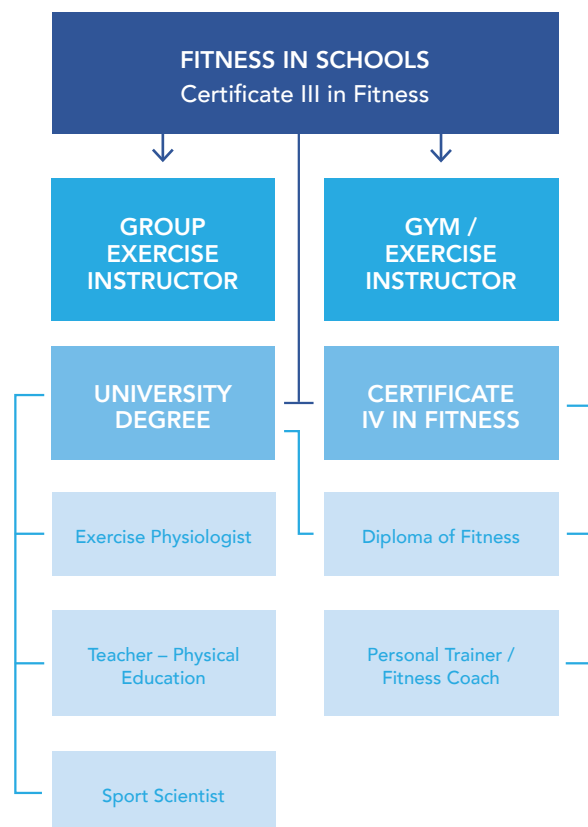 FITNESS IN SCHOOLS
Certificate III in Fitness
GROUP
EXERCISE
INSTRUCTOR
GYM /
EXERCISE
INSTRUCTOR
UNIVERSITY
DEGREE
CERTIFICATE
IV IN FITNESS
Exercise Physiologist
Diploma of Fitness
Teacher – Physical
Education
Personal Trainer /
Fitness Coach
Sport Scientist